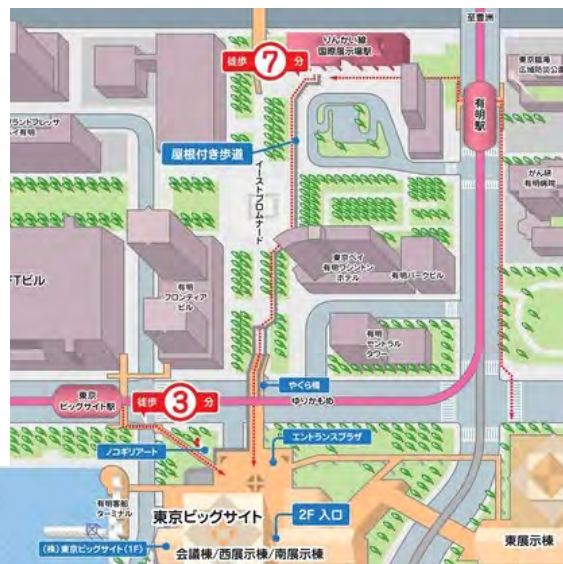 至豊洲
りんかい線
国際展示場駅
徒歩 7 分
東京臨海
広域防災公園
有明駅
屋根付き歩道
イーストプロムナード
がん研
有明病院
東京ベイ
有明ワシントン
ホテル
有明パークビル
有明
フロンティア
ビル
TFTビル
有明
セントラル
タワー
やぐら橋
東京
ビッグサイト駅
徒歩 3 分
ゆりかもめ
ノコギリアート
エントランスプラザ
有明客船
ターミナル
東京ビッグサイト
2F 入口
東展示棟
(株)東京ビッグサイト(1F)
会議棟/西展示棟/南展示棟